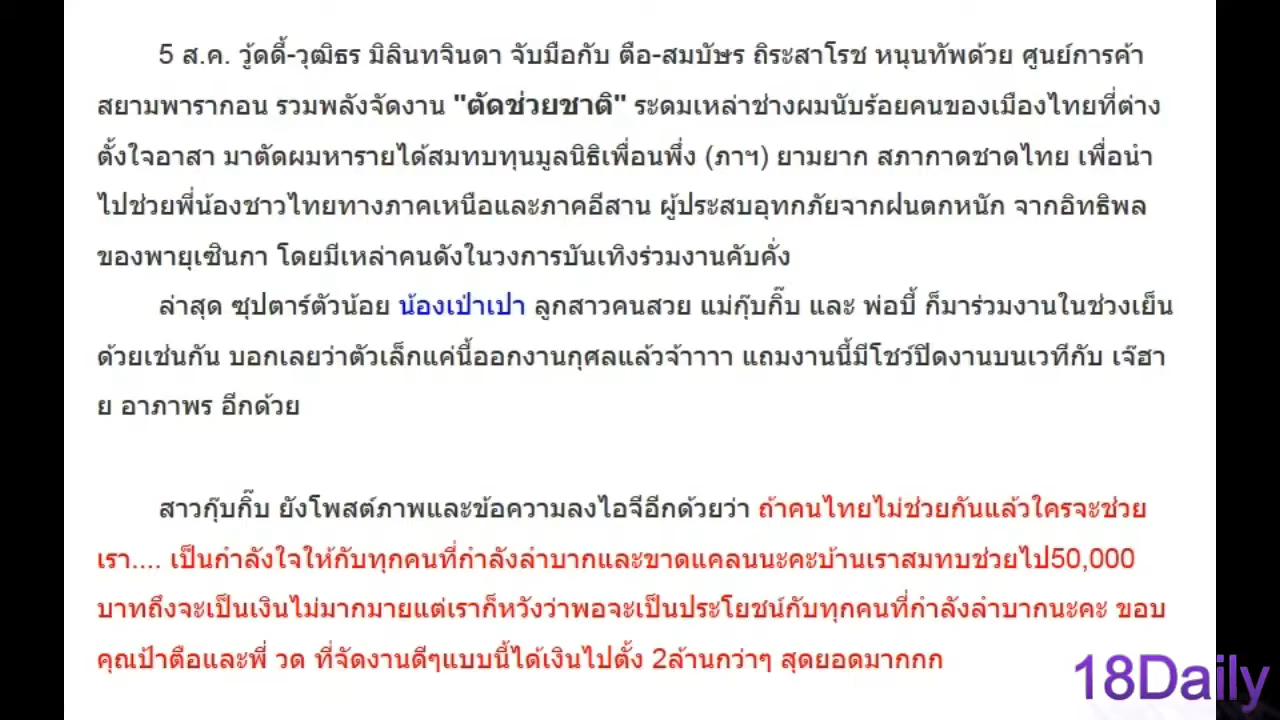 5 ส.ค. วู้ดดี้-วุฒิธร มิลินทจินดา จับมือกับ ตือ-สมบัษร ถิระสาโรช หนุนทัพด้วย ศูนย์การค้า
สยามพารากอน รวมพลังจัดงาน "ตัดช่วยชาติ" ระดมเหล่าช่างผมนับร้อยคนของเมืองไทยที่ต่าง
ตั้งใจอาสา มาตัดผมหารายได้สมทบทุนมูลนิธิเพื่อนพึ่ง (ภาฯ) ยามยาก สภากาดชาดไทย เพื่อนำ
ไปช่วยพี่น้องชาวไทยทางภาคเหนือและภาคอีสาน ผู้ประสบอุทกภัยจากฝนตกหนัก จากอิทธิพล
ของพายุเซินกา โดยมีเหล่าคนดังในวงการบันเทิงร่วมงานคับคั่ง
ล่าสุด ซุปตาร์ตัวน้อย น้องเป่าเปา ลูกสาวคนสวย แม่กุ๊บกิ๊บ และ พ่อบี้ ก็มาร่วมงานในช่วงเย็น
ด้วยเช่นกัน บอกเลยว่าตัวเล็กแค่นี้ออกงานกุศลแล้วจ้าาาา แถมงานนี้มีโชว์ปิดงานบนเวทีกับ เจ๊ฮา
ย อาภาพร อีกด้วย
สาวกุ๊บกิ๊บ ยังโพสต์ภาพและข้อความลงไอจีอีกด้วยว่า ถ้าคนไทยไม่ช่วยกันแล้วใครจะช่วย
เรา.... เป็นกำลังใจให้กับทุกคนที่กำลังลำบากและขาดแคลนนะคะบ้านเราสมทบช่วยไป50,000
บาทถึงจะเป็นเงินไม่มากมายแต่เราก็หวังว่าพอจะเป็นประโยชน์กับทุกคนที่กำลังลำบากนะคะ ขอบ
คุณป้าตือและพี่ วด ที่จัดงานดีๆแบบนี้ได้เงินไปตั้ง 2ล้านกว่าๆ สุดยอดมากกก
18Daily